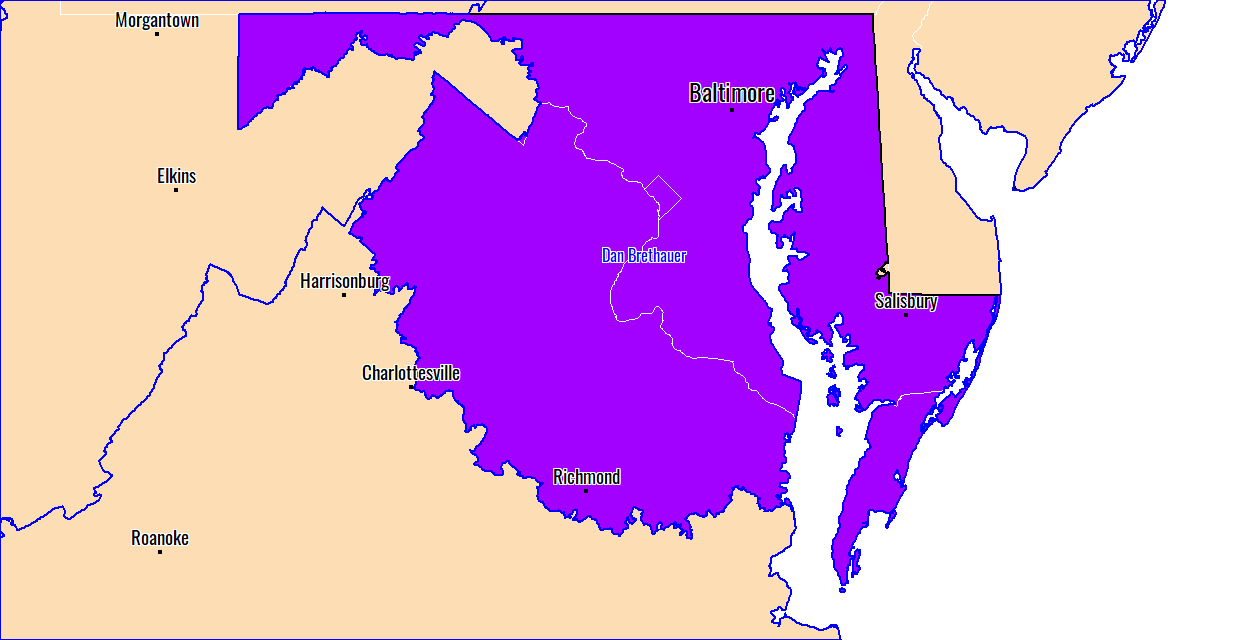 Morgantown
Baltimore
Elkins
Dan Brethauer
Harrisonburg
Salisbury
Charlottesville
Richmond
Roanoke